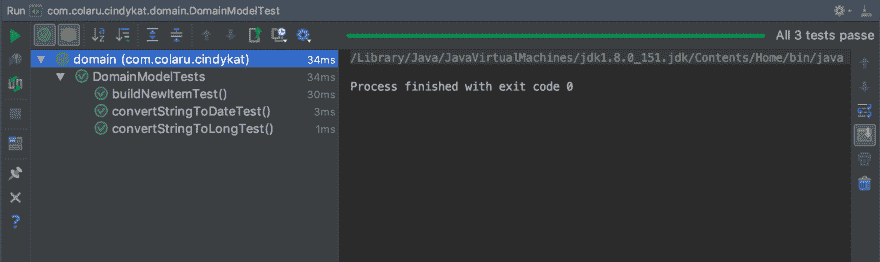 Run com.colaru.cindykat.domain.DomainModelTest
All 3 tests passe
domain (com.colaru.cindykat) 34ms
DomainModelTests 34ms
buildNewItemTest() 30ms
convertStringToDateTest() 3ms
convertStringToLongTest() 1ms
/Library/Java/JavaVirtualMachines/jdk1.8.0_151.jdk/Contents/Home/bin/java
Process finished with exit code 0